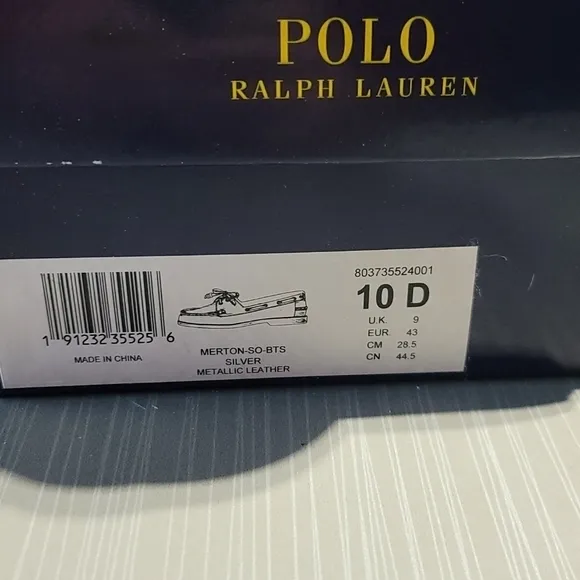 POLO
RALPH LAUREN
803735524001
10 D
U.K. 9
EUR. 43
CM 28.5
CN 44.5
1 91232 35525 6
MADE IN CHINA
MERTON-SO-BTS
SILVER
METALLIC LEATHER